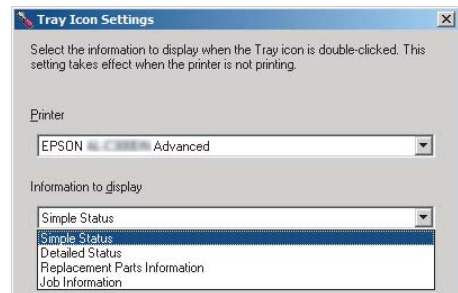 Tray Icon Settings
Select the information to display when the Tray icon is double-clicked. This
setting takes effect when the printer is not printing.
Printer
EPSON Advanced
Information to display
Simple Status
Simple Status
Detailed Status
Replacement Parts Information
Job Information